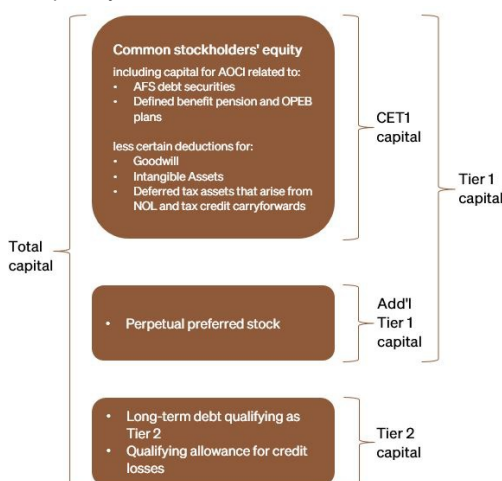 Common stockholders' equity
including capital for AOCI related to:
• AFS debt securities
• Defined benefit pension and OPEB
plans
less certain deductions for:
• Goodwill
• Intangible Assets
• Deferred tax assets that arise from
NOL and tax credit carryforwards
CET1
capital
Tier 1
capital
Total
capital
• Perpetual preferred stock
Add'l
Tier 1
capital
• Long-term debt qualifying as
Tier 2
• Qualifying allowance for credit
losses
Tier 2
capital